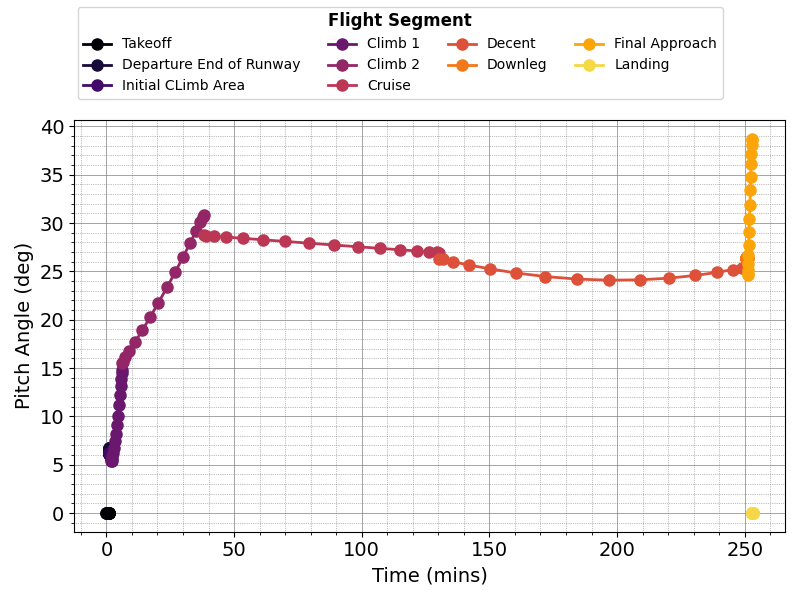 Flight Segment
Takeoff
Departure End of Runway
Initial CLimb Area
Climb 1
Climb 2
Cruise
Decent
Downleg
Final Approach
Landing
40
35
30
25
20
15
10
5
0
Pitch Angle (deg)
0 50 100 150 200 250
Time (mins)